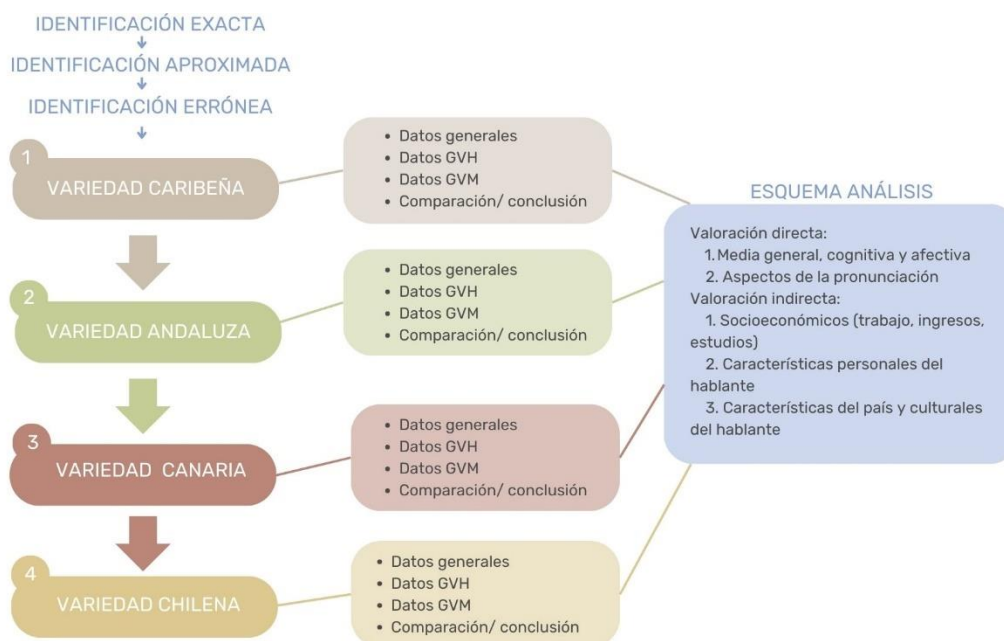 IDENTIFICACIÓN EXACTA
IDENTIFICACIÓN APROXIMADA
IDENTIFICACIÓN ERRÓNEA
1
VARIEDAD CARIBEÑA
• Datos generales
• Datos GVH
• Datos GVM
• Comparación/ conclusión
2
VARIEDAD ANDALUZA
• Datos generales
• Datos GVH
• Datos GVM
• Comparación/ conclusión
3
VARIEDAD CANARIA
• Datos generales
• Datos GVH
• Datos GVM
• Comparación/ conclusión
4
VARIEDAD CHILENA
• Datos generales
• Datos GVH
• Datos GVM
• Comparación/ conclusión
ESQUEMA ANÁLISIS
Valoración directa:
1. Media general, cognitiva y afectiva
2. Aspectos de la pronunciación
Valoración indirecta:
1. Socioeconómicos (trabajo, ingresos,
estudios)
2. Características personales del
hablante
3. Características del país y culturales
del hablante